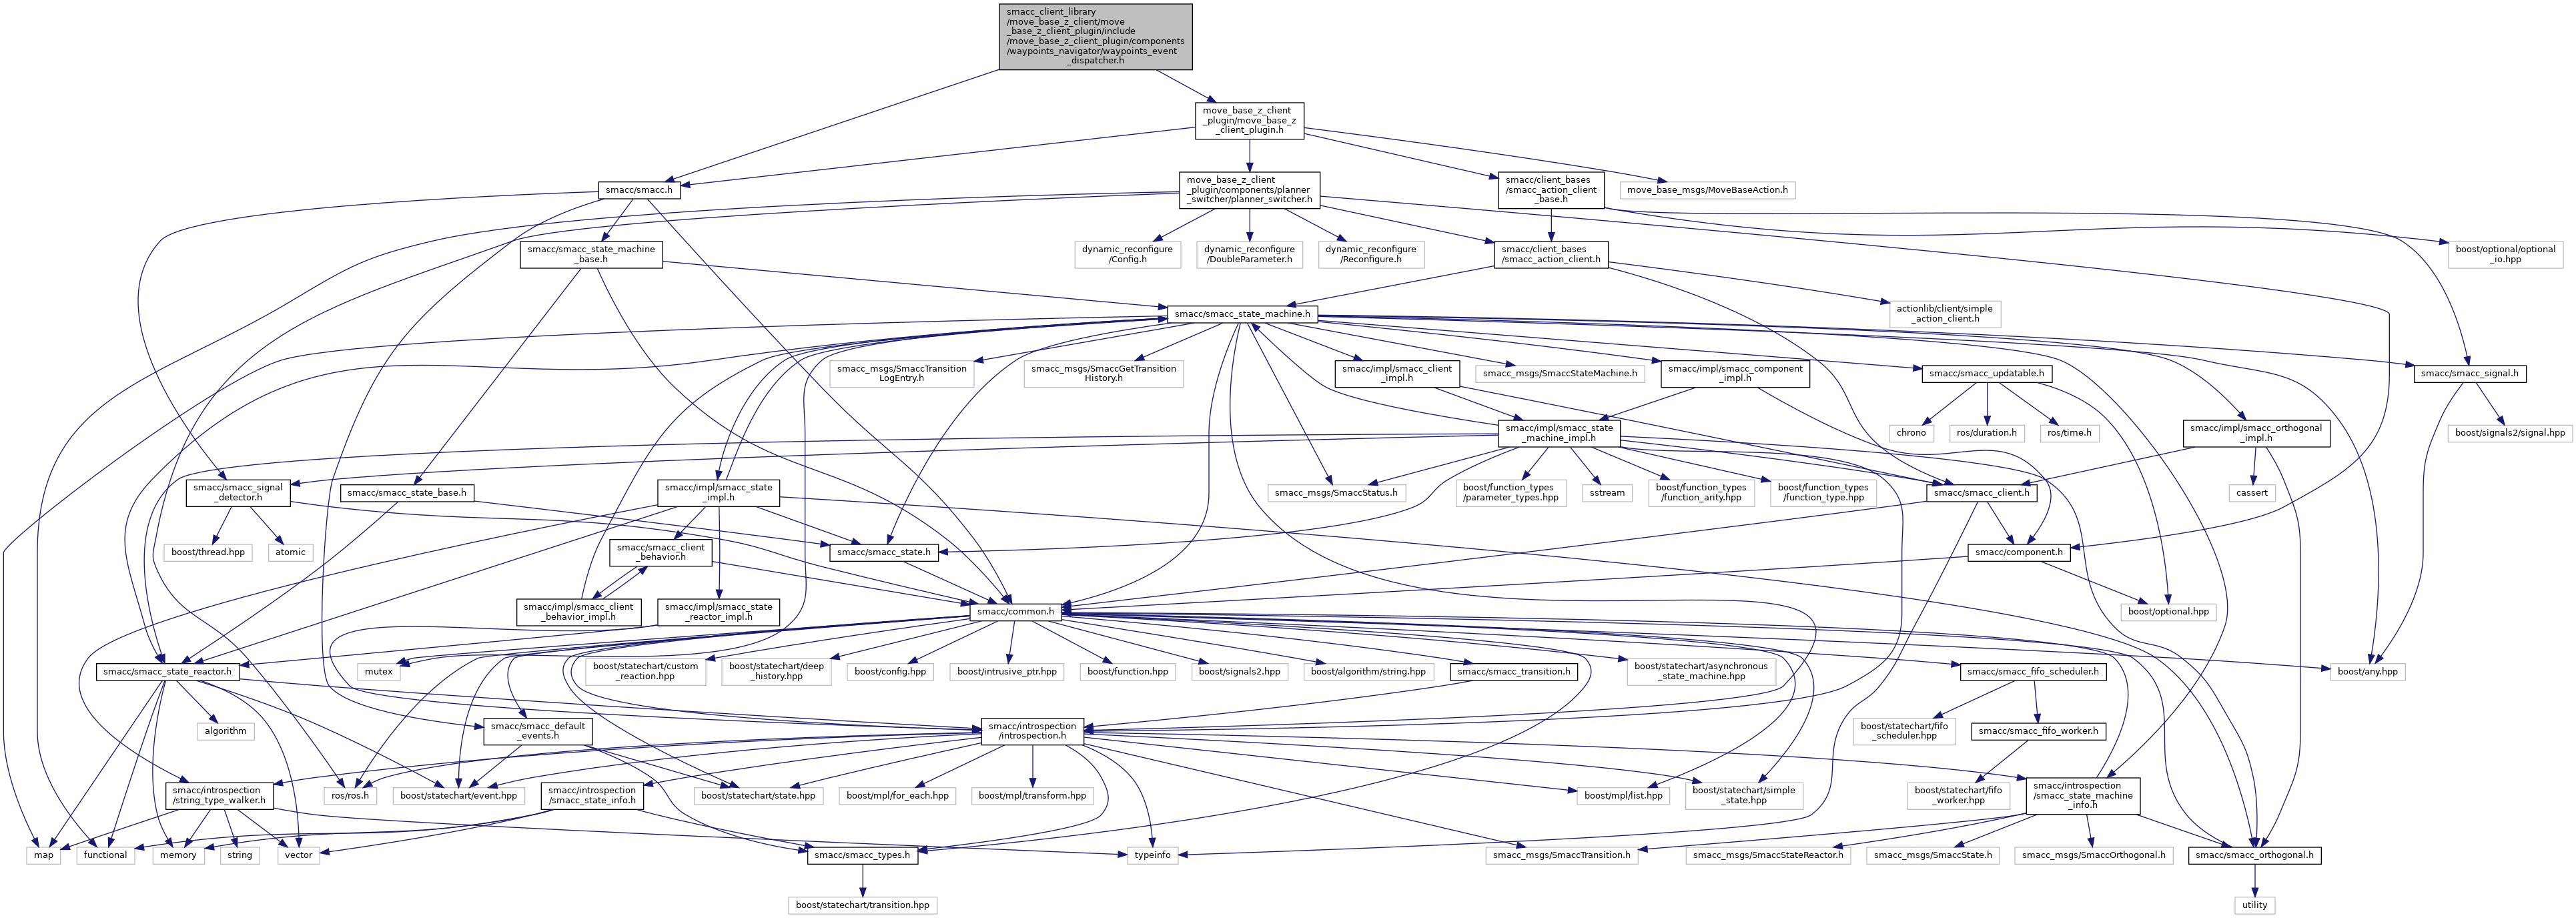 smacc_client_library
/move_base_z_client/move
_base_z_client_plugin/include
/move_base_z_client_plugin/components
/waypoints_navigator/waypoints_event
_dispatcher.h
move_base_z_client
_plugin/move_base_z
_client_plugin.h
smacc/smacc.h
move_base_z_client
_plugin/components/planner
_switcher/planner_switcher.h
smacc/client_bases
/smacc_action_client
_base.h
move_base_msgs/MoveBaseAction.h
smacc/smacc_state_machine
_base.h
dynamic_reconfigure
/Config.h
dynamic_reconfigure
/DoubleParameter.h
dynamic_reconfigure
/Reconfigure.h
smacc/client_bases
/smacc_action_client.h
boost/optional/optional
_io.hpp
smacc/smacc_state_machine.h
actionlib/client/simple
_action_client.h
smacc_msgs/SmaccTransition
LogEntry.h
smacc_msgs/SmaccGetTransition
History.h
smacc/impl/smacc_client
_impl.h
smacc_msgs/SmaccStateMachine.h
smacc/impl/smacc_component
_impl.h
smacc/smacc_updatable.h
smacc/smacc_signal.h
smacc/impl/smacc_state
_machine_impl.h
chrono
ros/duration.h
ros/time.h
smacc/impl/smacc_orthogonal
_impl.h
boost/signals2/signal.hpp
smacc/smacc_signal
_detector.h
smacc/smacc_state_base.h
smacc/impl/smacc_state
_impl.h
smacc_msgs/SmaccStatus.h
boost/function_types
/parameter_types.hpp
sstream
boost/function_types
/function_arity.hpp
boost/function_types
/function_type.hpp
smacc/smacc_client.h
cassert
boost/thread.hpp
atomic
smacc/smacc_client
_behavior.h
smacc/smacc_state.h
smacc/component.h
smacc/impl/smacc_client
_behavior_impl.h
smacc/impl/smacc_state
_reactor_impl.h
smacc/common.h
boost/optional.hpp
smacc/smacc_state_reactor.h
mutex
boost/statechart/custom
_reaction.hpp
boost/statechart/deep
_history.hpp
boost/config.hpp
boost/intrusive_ptr.hpp
boost/function.hpp
boost/signals2.hpp
boost/algorithm/string.hpp
smacc/smacc_transition.h
boost/statechart/asynchronous
_state_machine.hpp
smacc/smacc_fifo_scheduler.h
boost/any.hpp
algorithm
smacc/smacc_default
_events.h
smacc/introspection
/introspection.h
boost/statechart/fifo
_scheduler.hpp
smacc/smacc_fifo_worker.h
smacc/introspection
/string_type_walker.h
ros/ros.h
boost/statechart/event.hpp
smacc/introspection
/smacc_state_info.h
boost/statechart/state.hpp
boost/mpl/for_each.hpp
boost/mpl/transform.hpp
boost/mpl/list.hpp
boost/statechart/simple
_state.hpp
boost/statechart/fifo
_worker.hpp
smacc/introspection
/smacc_state_machine
_info.h
map
functional
memory
string
vector
smacc/smacc_types.h
typeinfo
smacc_msgs/SmaccTransition.h
smacc_msgs/SmaccStateReactor.h
smacc_msgs/SmaccState.h
smacc_msgs/SmaccOrthogonal.h
smacc/smacc_orthogonal.h
boost/statechart/transition.hpp
utility